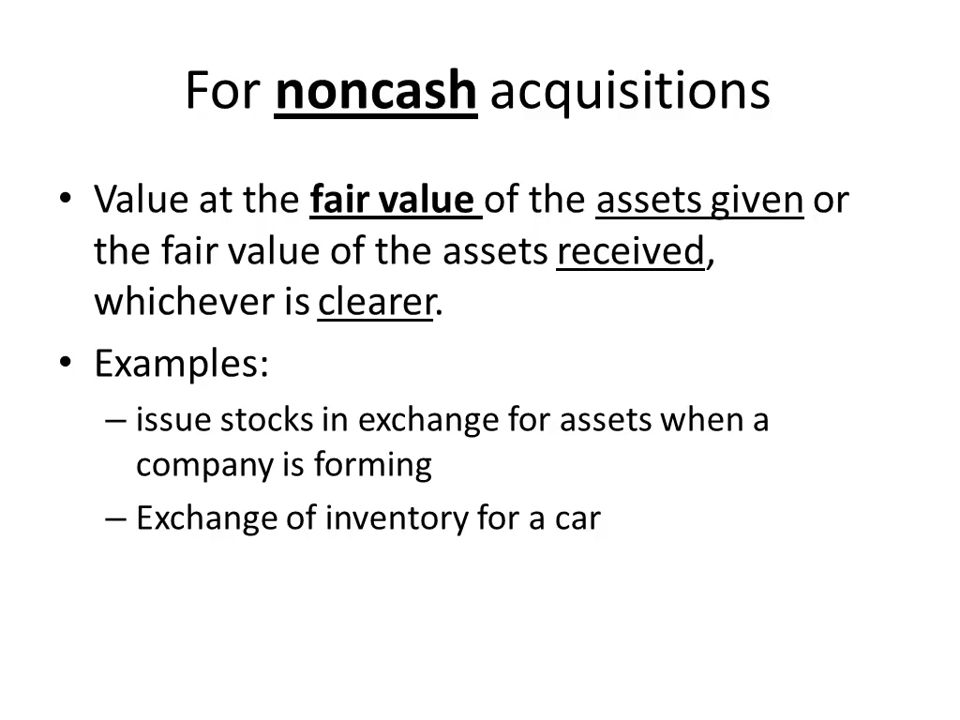 For noncash acquisitions
• Value at the fair value of the assets given or
the fair value of the assets received,
whichever is clearer.
• Examples:
– issue stocks in exchange for assets when a
company is forming
– Exchange of inventory for a car